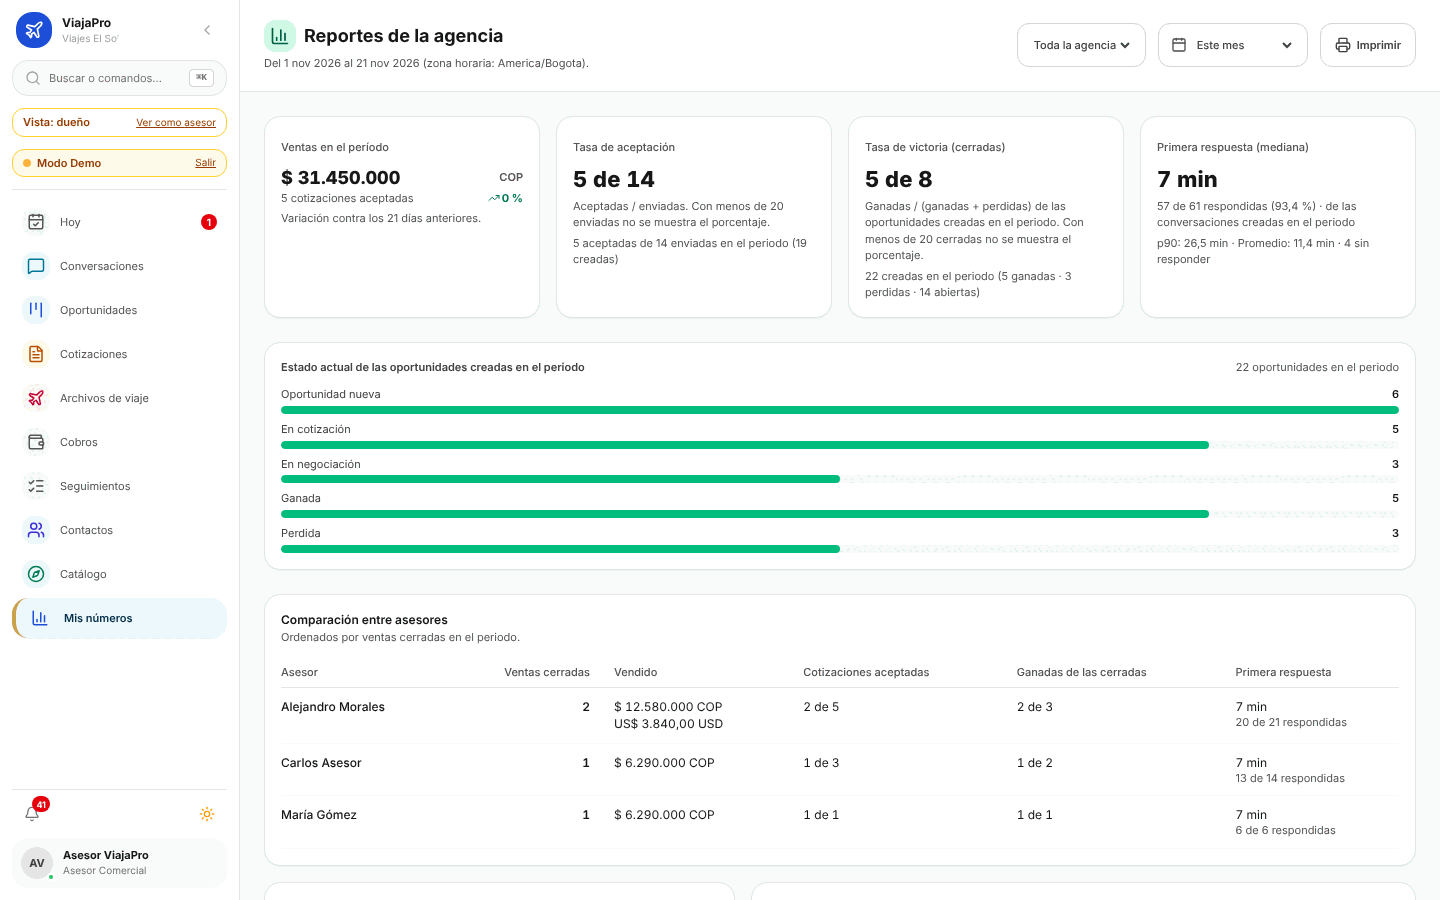 ViajaPro
Viajes El So'
Buscar o comandos...
⌘K
Vista: dueño
Ver como asesor
Modo Demo
Salir
Hoy
1
Conversaciones
Oportunidades
Cotizaciones
Archivos de viaje
Cobros
Seguimientos
Contactos
Catálogo
Mis números
41
AV
Asesor ViajaPro
Asesor Comercial
Reportes de la agencia
Del 1 nov 2026 al 21 nov 2026 (zona horaria: America/Bogota).
Toda la agencia
Este mes
Imprimir
Ventas en el período
$ 31.450.000
COP
5 cotizaciones aceptadas
0 %
Variación contra los 21 días anteriores.
Tasa de aceptación
5 de 14
Aceptadas / enviadas. Con menos de 20
enviadas no se muestra el porcentaje.
5 aceptadas de 14 enviadas en el periodo (19
creadas)
Tasa de victoria (cerradas)
5 de 8
Ganadas / (ganadas + perdidas) de las
oportunidades creadas en el periodo. Con
menos de 20 cerradas no se muestra el
porcentaje.
22 creadas en el periodo (5 ganadas · 3
perdidas · 14 abiertas)
Primera respuesta (mediana)
7 min
57 de 61 respondidas (93,4 %) · de las
conversaciones creadas en el periodo
p90: 26,5 min · Promedio: 11,4 min · 4 sin
responder
Estado actual de las oportunidades creadas en el periodo
22 oportunidades en el periodo
Oportunidad nueva
6
En cotización
5
En negociación
3
Ganada
5
Perdida
3
Comparación entre asesores
Ordenados por ventas cerradas en el periodo.
Asesor Ventas cerradas Vendido Cotizaciones aceptadas Ganadas de las cerradas Primera respuesta
Alejandro Morales 2 $ 12.580.000 COP 2 de 5 2 de 3 7 min
US$ 3.840,00 USD 20 de 21 respondidas
Carlos Asesor 1 $ 6.290.000 COP 1 de 3 1 de 2 7 min
13 de 14 respondidas
María Gómez 1 $ 6.290.000 COP 1 de 1 1 de 1 7 min
6 de 6 respondidas